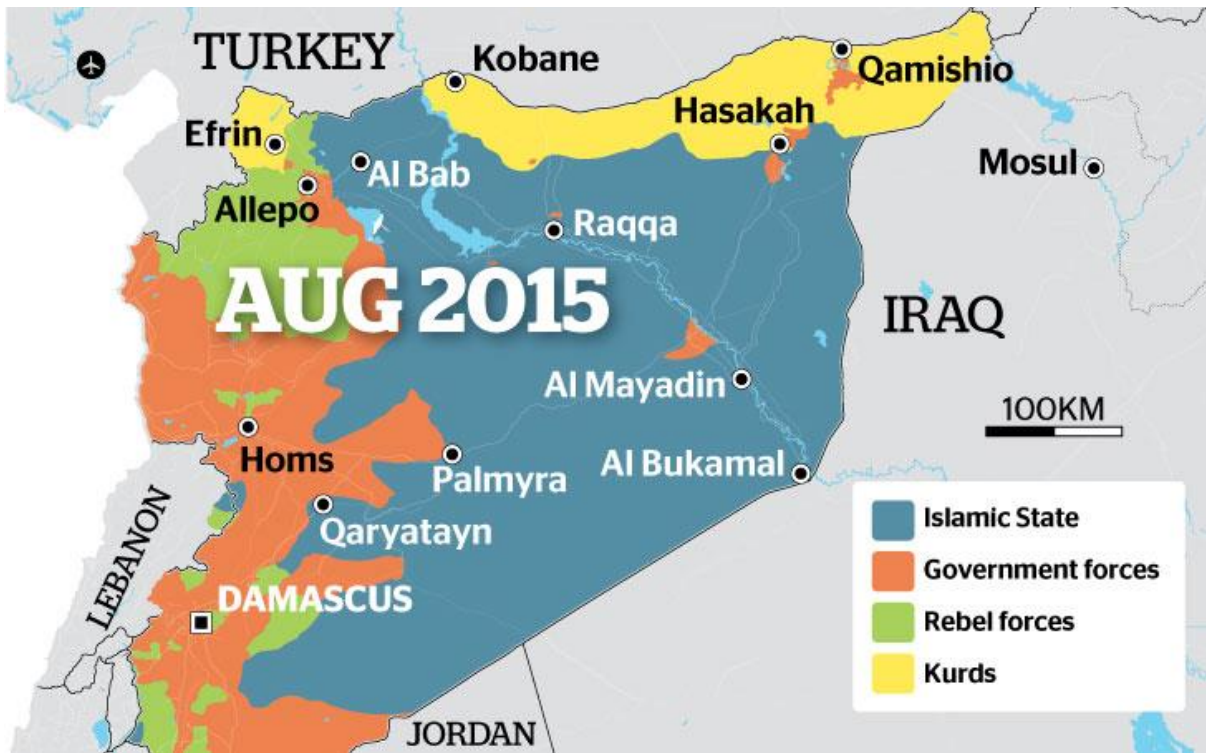 TURKEY
Kobane
Qamishio
Hasakah
Efrin
Al Bab
Mosul
Allepo
Raqqa
AUG 2015
IRAQ
Al Mayadin
100KM
Homs
Palmyra
Al Bukamal
Qaryatayn
LEBANON
DAMASCUS
JORDAN
Islamic State
Government forces
Rebel forces
Kurds